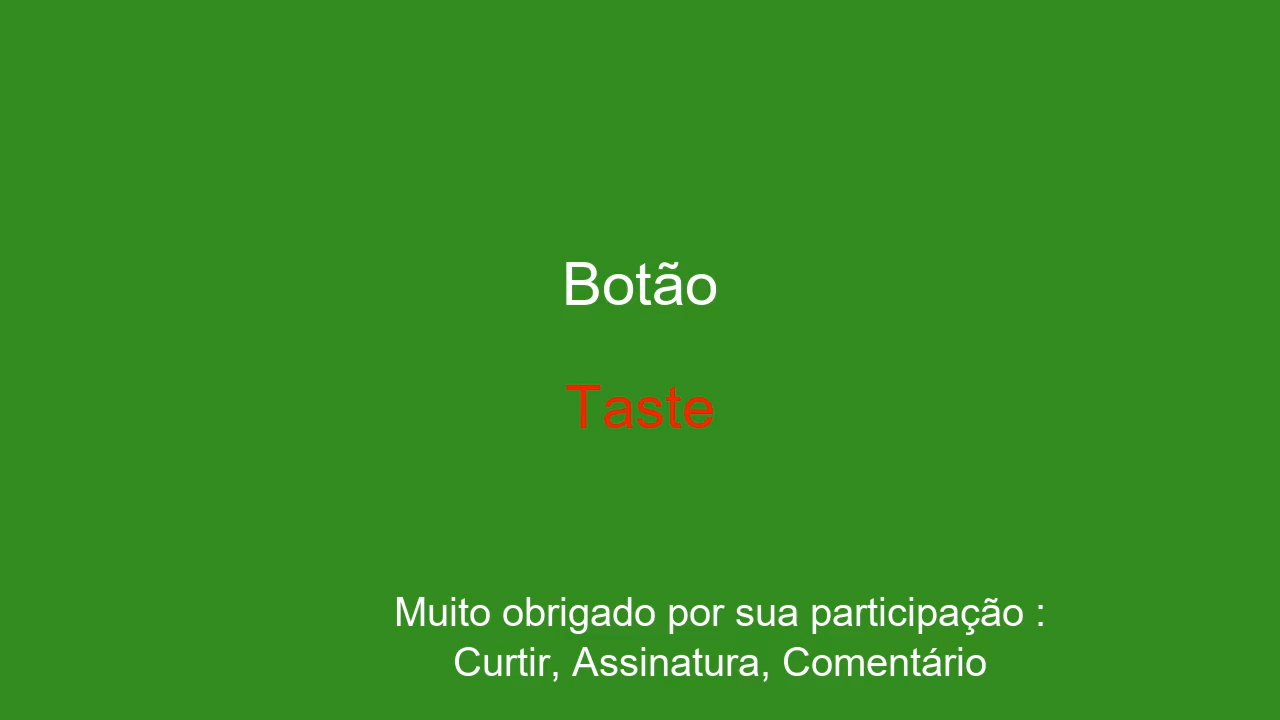 Botão
Taste
Muito obrigado por sua participação :
Curtir, Assinatura, Comentário